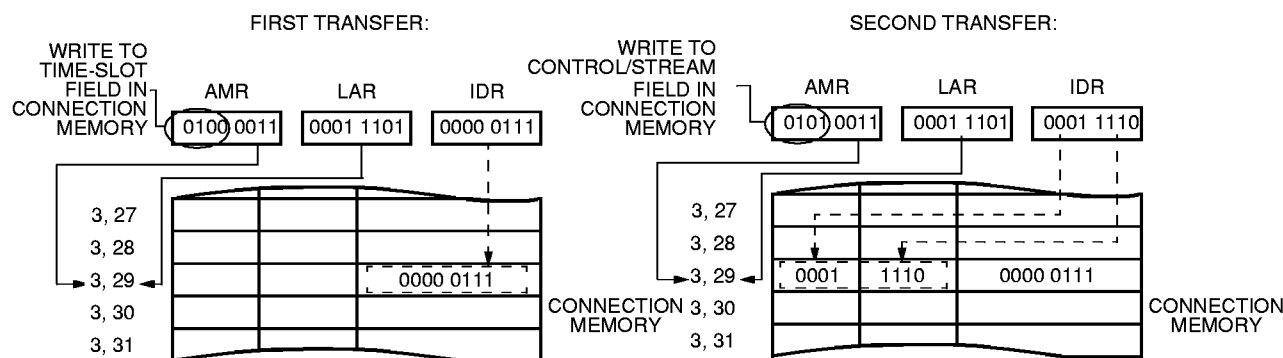 FIRST TRANSFER:
WRITE TO
TIME-SLOT
FIELD IN
CONNECTION
MEMORY
AMR LAR IDR
0100 0011 0001 1101 0000 0111
3, 27
3, 28
3, 29 0000 0111
3, 30
3, 31
CONNECTION
MEMORY
SECOND TRANSFER:
WRITE TO
CONTROL/STREAM
FIELD IN
CONNECTION
MEMORY
AMR LAR IDR
0101 0011 0001 1101 0001 1110
3, 27
3, 28
3, 29 0001 1110 0000 0111
3, 30
3, 31
CONNECTION
MEMORY